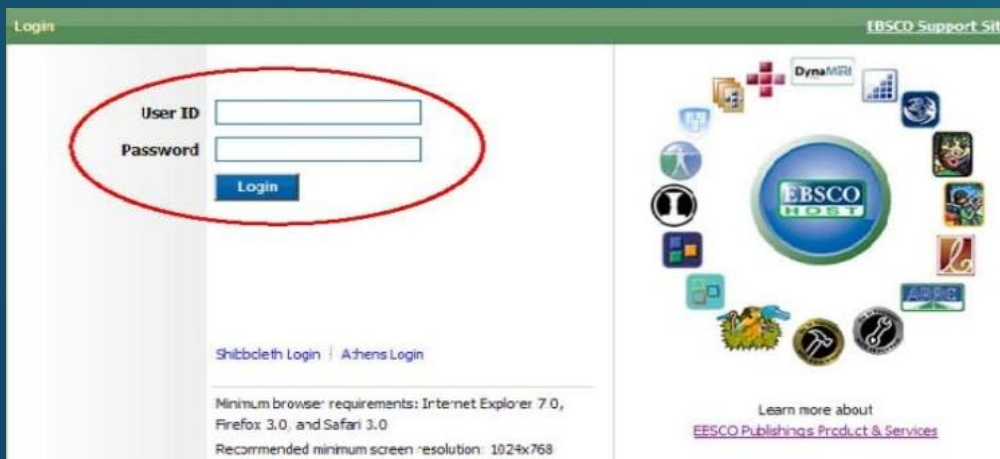 Login
EBSCO Support Sit
User ID
Password
Login
Shibboleth Login | Athens Login
Minimum browser requirements: Internet Explorer 7.0,
Firefox 3.0, and Safari 3.0
Recommended minimum screen resolution: 1024x768
DynaMed
EBSCO
HOST
Learn more about
EBSCO Publishings Product & Services